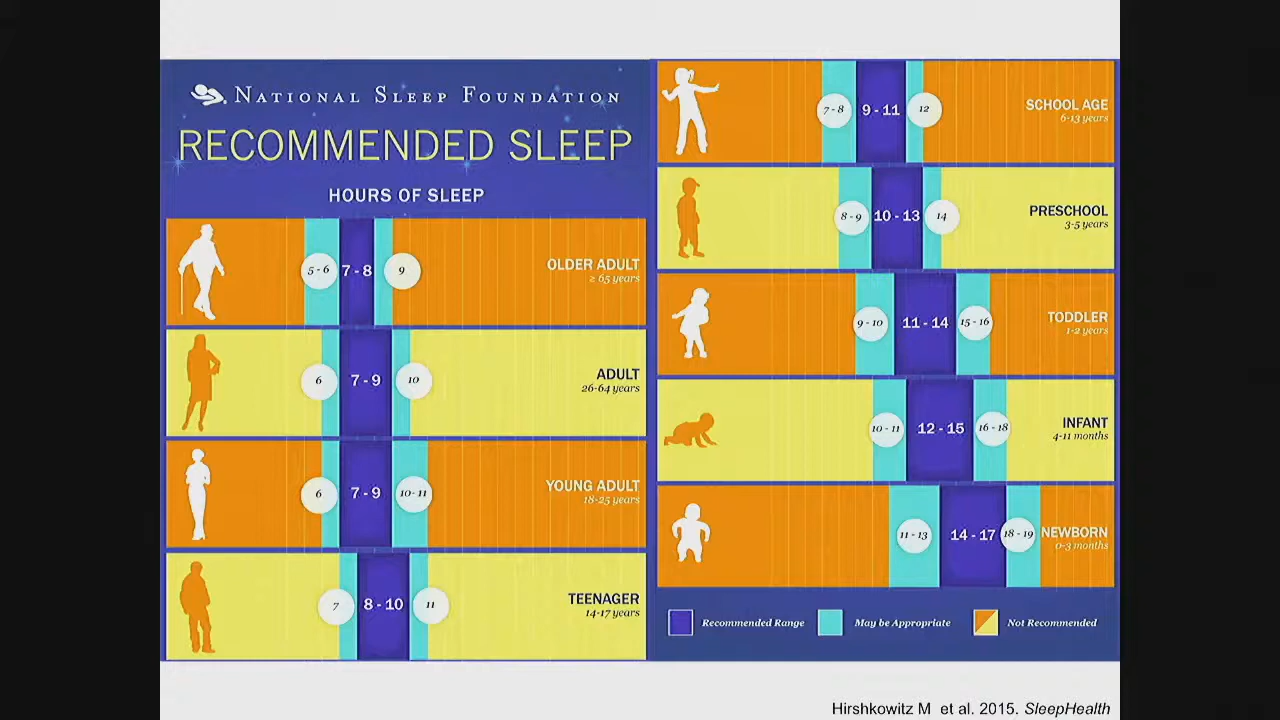 NATIONAL SLEEP FOUNDATION
RECOMMENDED SLEEP
HOURS OF SLEEP
5 - 6
7 - 8
9
OLDER ADULT
≥ 65 years
6
7 - 9
10
ADULT
26-64 years
6
7 - 9
10- 11
YOUNG ADULT
18-25 years
7
8 - 10
11
TEENAGER
14-17 years
7 - 8
9 - 11
12
SCHOOL AGE
6-13 years
8 - 9
10 - 13
14
PRESCHOOL
3-5 years
9 - 10
11 - 14
15 - 16
TODDLER
1-2 years
10 - 11
12 - 15
16 - 18
INFANT
4-11 months
11 - 13
14 - 17
18 - 19
NEWBORN
0-3 months
Recommended Range
May be Appropriate
Not Recommended
Hirshkowitz M et al. 2015. SleepHealth